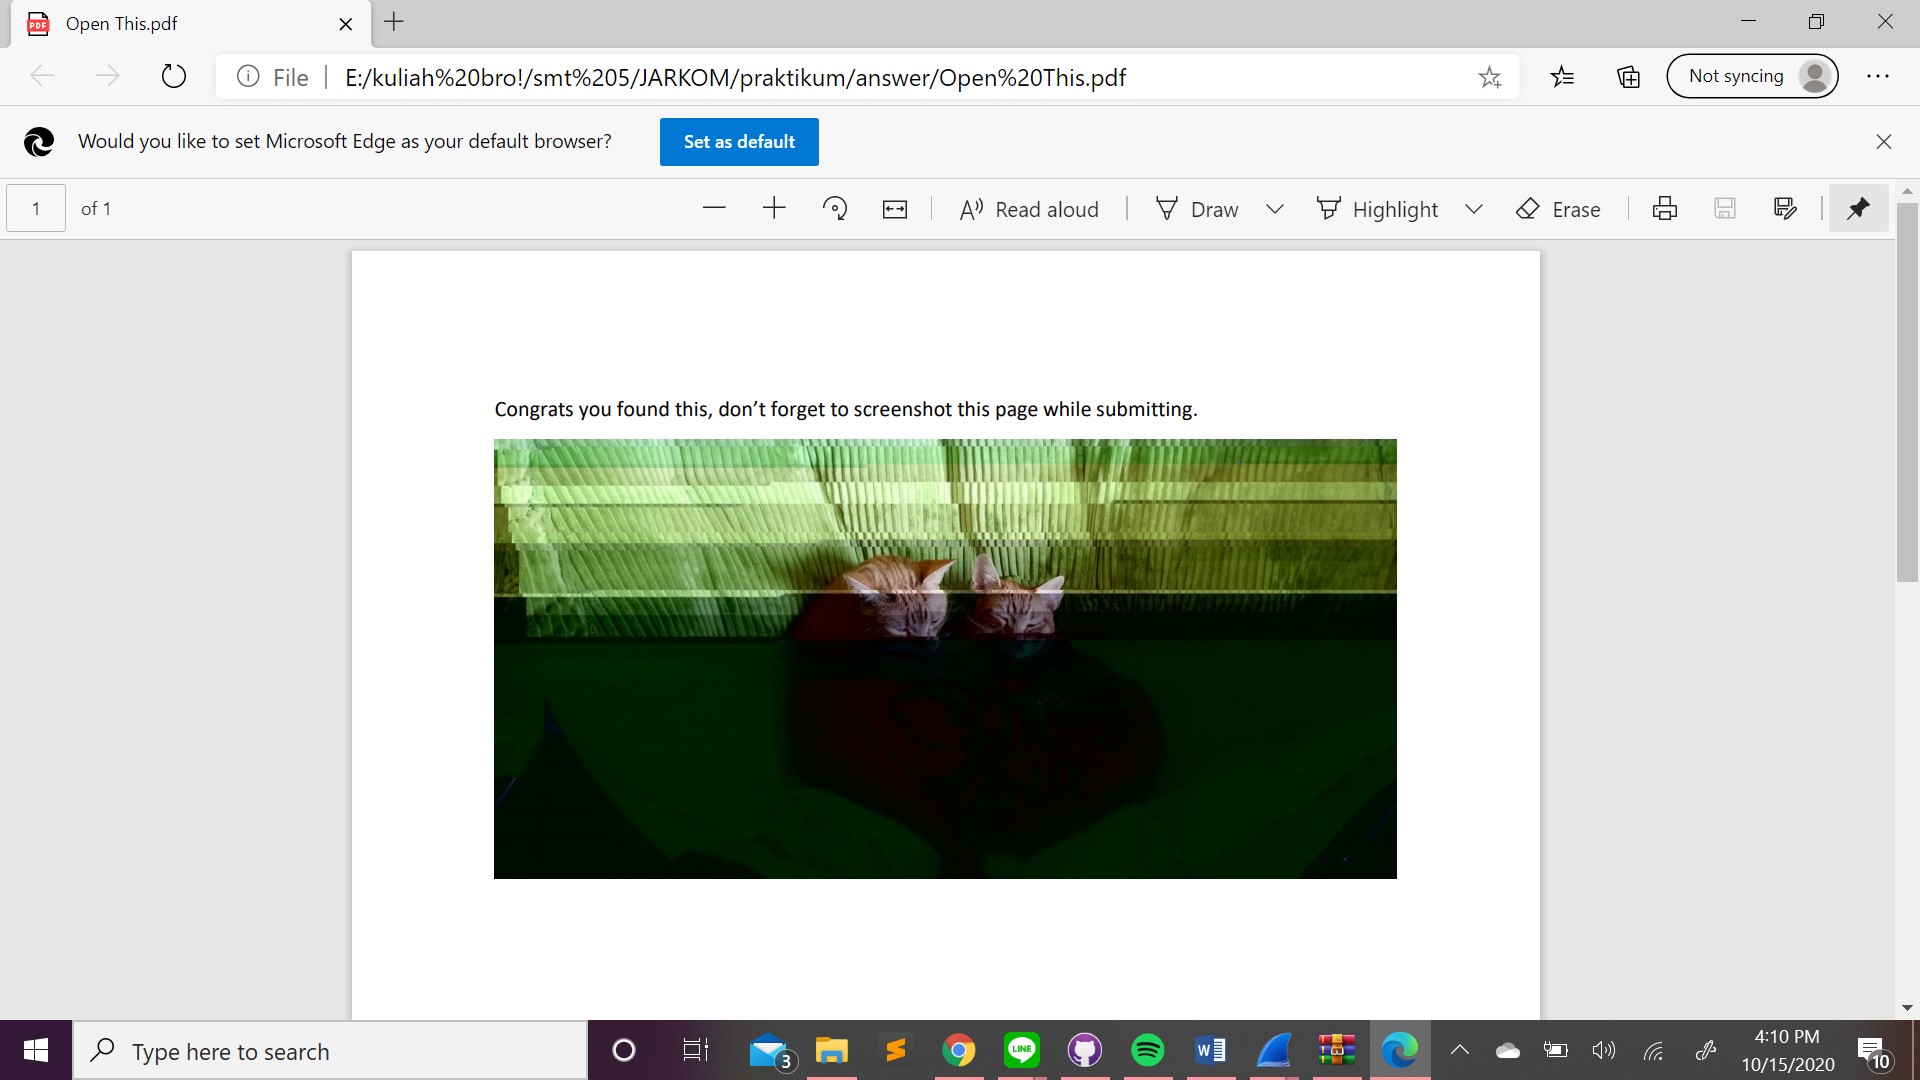 Open This.pdf
File
E:/kuliah%20bro!/smt%205/JARKOM/praktikum/answer/Open%20This.pdf
Not syncing
Would you like to set Microsoft Edge as your default browser?
Set as default
1 of 1
Read aloud
Draw
Highlight
Erase
Congrats you found this, don’t forget to screenshot this page while submitting.
Type here to search
3
LINE
W
4:10 PM
10/15/2020
10